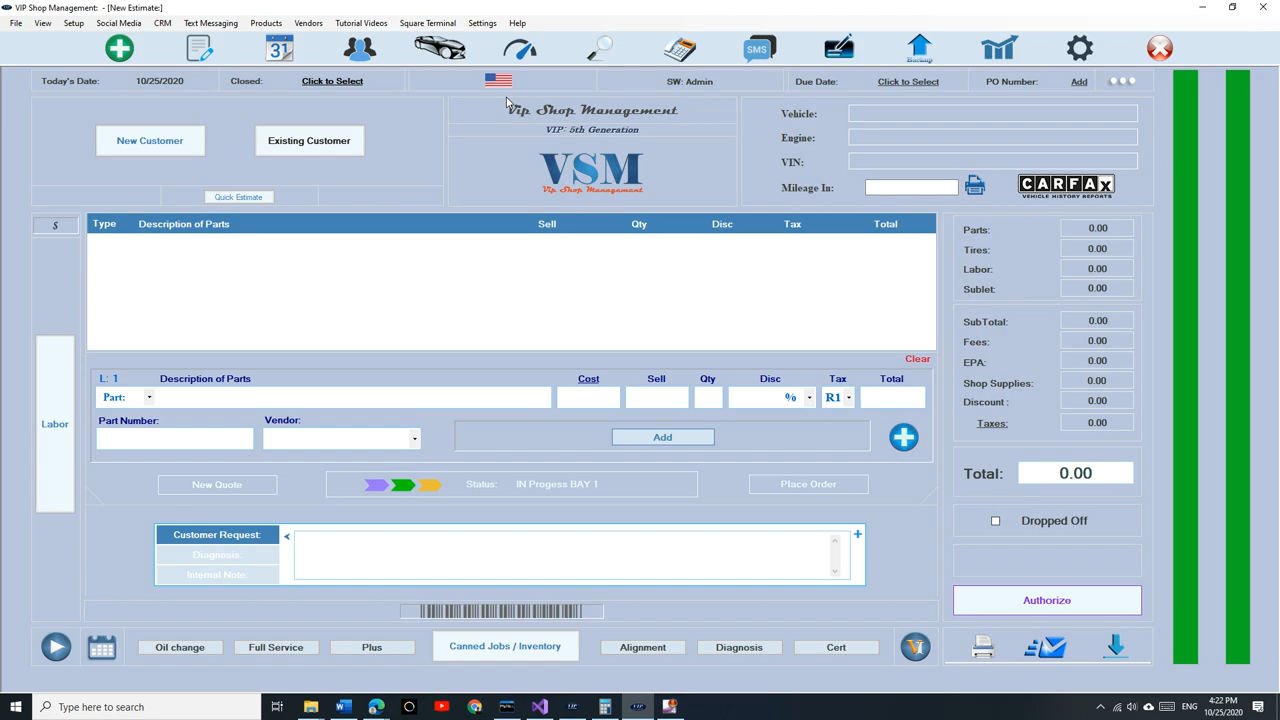 VIP Shop Management: - [New Estimate:]
File View Setup Social Media CRM Text Messaging Products Vendors Tutorial Videos Square Terminal Settings Help
31 SMS Backup
Today's Date: 10/25/2020 Closed: Click to Select SW: Admin Due Date: Click to Select PO Number: Add
Vip Shop Management
VIP: 5th Generation
VSM
Vip Shop Management
New Customer Existing Customer
Quick Estimate
Vehicle:
Engine:
VIN:
Mileage In:
CARFAX
VEHICLE HISTORY REPORTS
$ Type Description of Parts Sell Qty Disc Tax Total
Clear
L: 1 Description of Parts Cost Sell Qty Disc Tax Total
Part: % R1
Part Number: Vendor:
Add
Labor
New Quote Status: IN Progess BAY 1 Place Order
Customer Request:
Diagnosis:
Internal Note:
Parts: 0.00
Tires: 0.00
Labor: 0.00
Sublet: 0.00
SubTotal: 0.00
Fees: 0.00
EPA: 0.00
Shop Supplies: 0.00
Discount : 0.00
Taxes: 0.00
Total: 0.00
Dropped Off
Authorize
Oil change Full Service Plus Canned Jobs / Inventory Alignment Diagnosis Cert
Type here to search
ENG
4:22 PM
10/25/2020